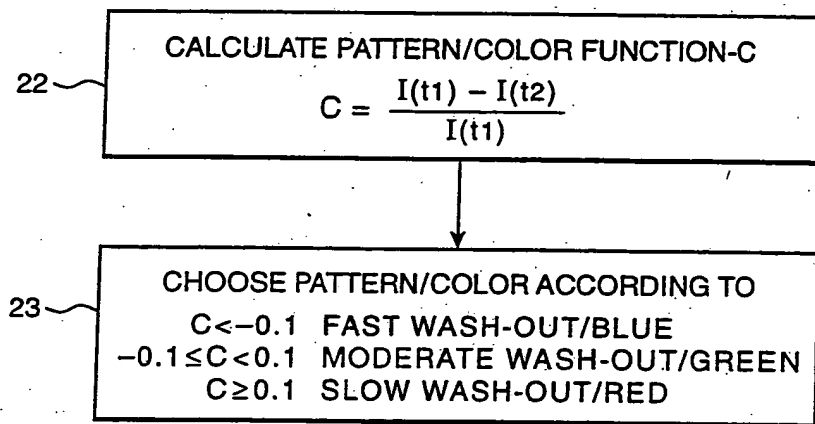 CALCULATE PATTERN/COLOR FUNCTION-C
22
C = I(t1) – I(t2)
I(t1)
CHOOSE PATTERN/COLOR ACCORDING TO
23
C<–0.1 FAST WASH-OUT/BLUE
–0.1≤C<0.1 MODERATE WASH-OUT/GREEN
C≥0.1 SLOW WASH-OUT/RED